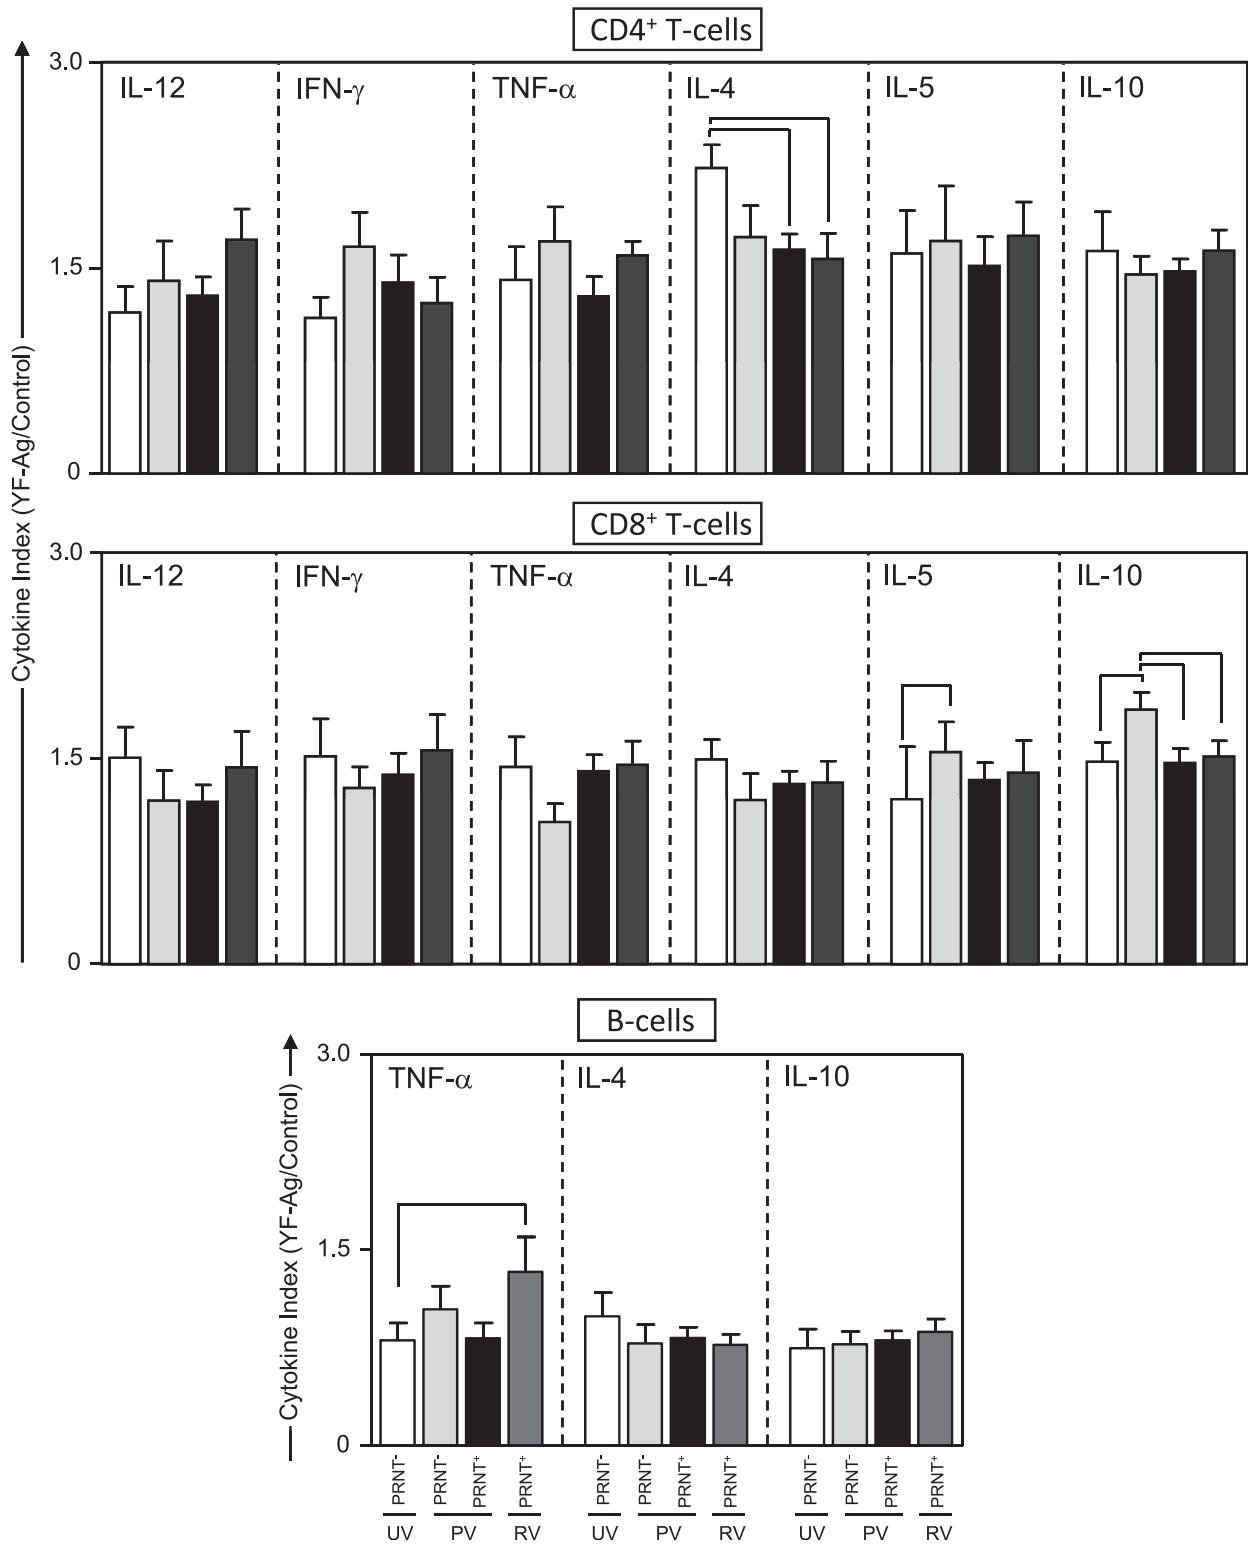 CD4⁺ T-cells
Cytokine Index (YF-Ag/Control)
3.0
1.5
0
IL-12
IFN-γ
TNF-α
IL-4
IL-5
IL-10
CD8⁺ T-cells
3.0
1.5
0
IL-12
IFN-γ
TNF-α
IL-4
IL-5
IL-10
B-cells
Cytokine Index (YF-Ag/Control)
3.0
1.5
0
TNF-α
IL-4
IL-10
PRNT⁻ PRNT⁻ PRNT⁺ PRNT⁺ PRNT⁻ PRNT⁻ PRNT⁺ PRNT⁺ PRNT⁻ PRNT⁻ PRNT⁺ PRNT⁺
UV PV RV UV PV RV UV PV RV